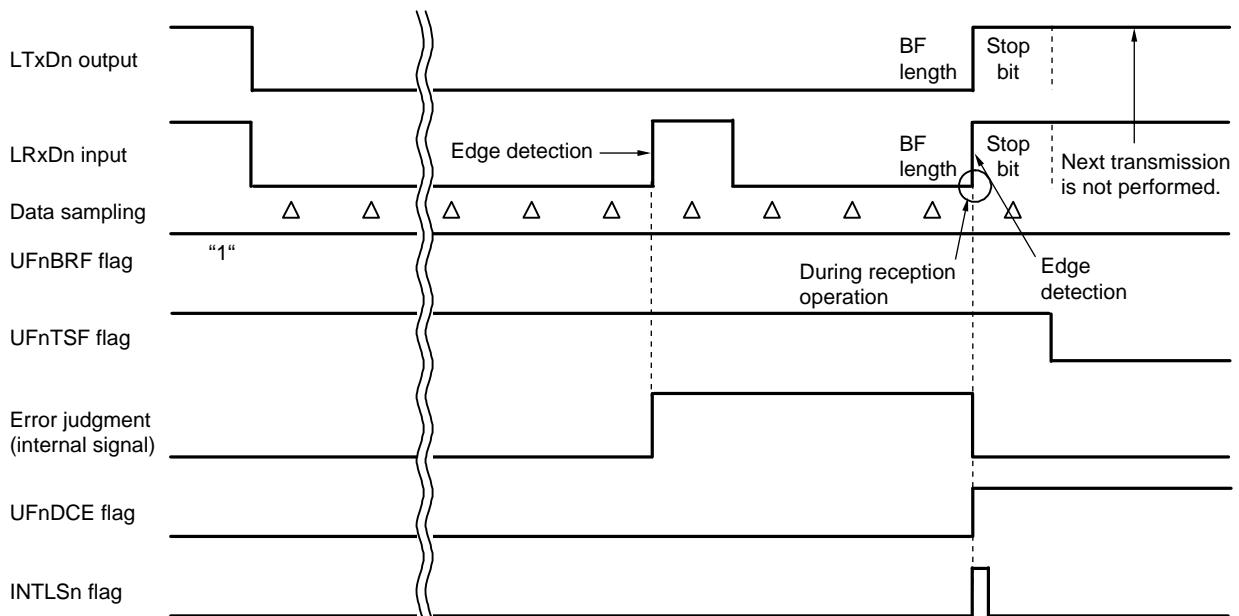 LTxDn output
BF
length
Stop
bit
LRxDn input
Edge detection
BF
length
Stop
bit
Next transmission
is not performed.
Data sampling
“1“
UFnBRF flag
During reception
operation
Edge
detection
UFnTSF flag
Error judgment
(internal signal)
UFnDCE flag
INTLSn flag